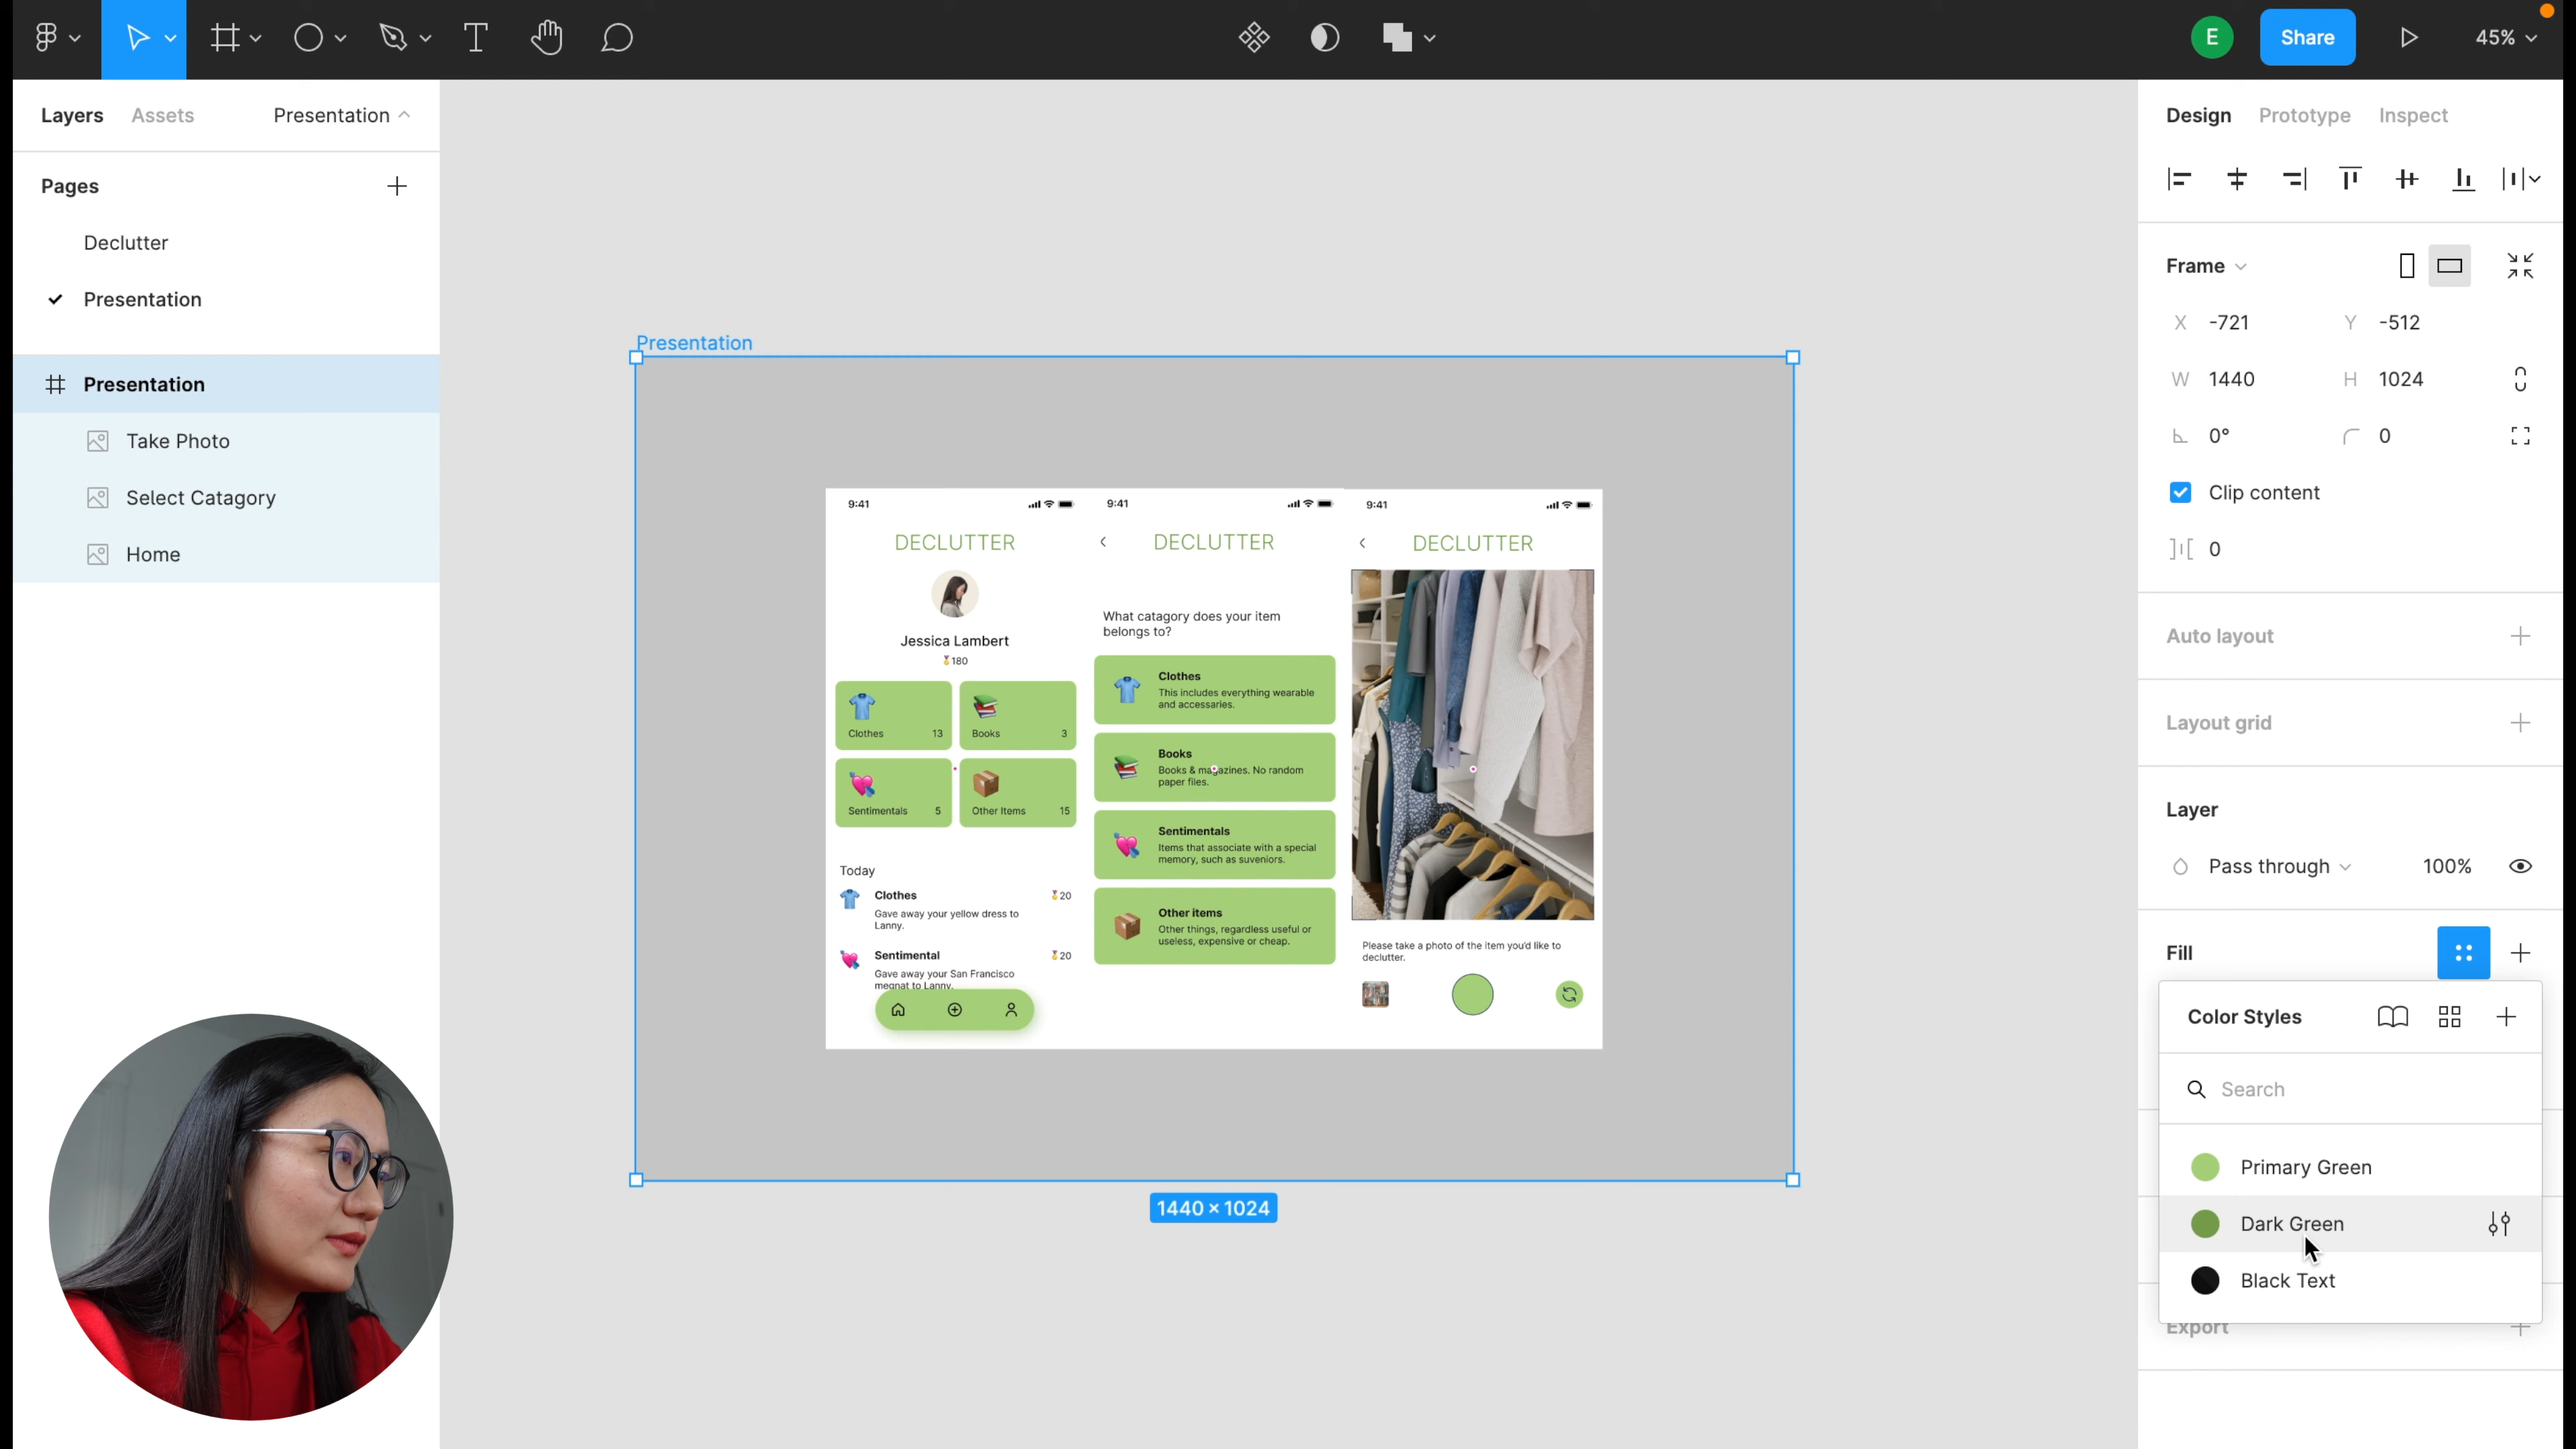 E
Share
45%
Layers
Assets
Presentation
Pages
Declutter
Presentation
Presentation
Take Photo
Select Catagory
Home
Presentation
9:41
DECLUTTER
Jessica Lambert
180
Clothes 13
Books 3
Sentimentals 5
Other Items 15
Today
Clothes
20
Gave away your yellow dress to
Lanny.
Sentimental
20
Gave away your San Francisco
megnat to Lanny.
9:41
DECLUTTER
What catagory does your item
belongs to?
Clothes
This includes everything wearable
and accessaries.
Books
Books & magazines. No random
paper files.
Sentimentals
Items that associate with a special
memory, such as suveniors.
Other items
Other things, regardless useful or
useless, expensive or cheap.
9:41
DECLUTTER
Please take a photo of the item you'd like to
declutter.
1440 × 1024
Design
Prototype
Inspect
Frame
X -721
Y -512
W 1440
H 1024
0°
0
Clip content
0
Auto layout
Layout grid
Layer
Pass through
100%
Fill
Color Styles
Search
Primary Green
Dark Green
Black Text
Export